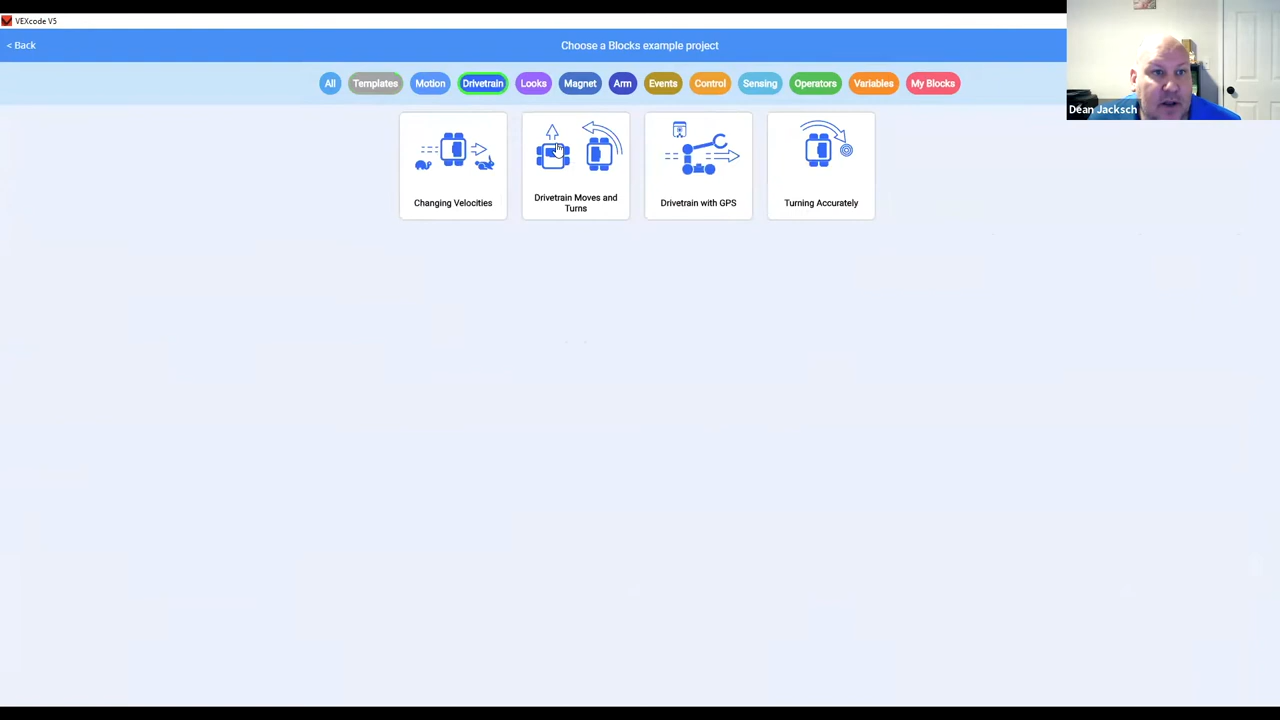 VEXcode V5
< Back
Choose a Blocks example project
All
Templates
Motion
Drivetrain
Looks
Magnet
Arm
Events
Control
Sensing
Operators
Variables
My Blocks
Dean Jacksch
Changing Velocities
Drivetrain Moves and
Turns
Drivetrain with GPS
Turning Accurately